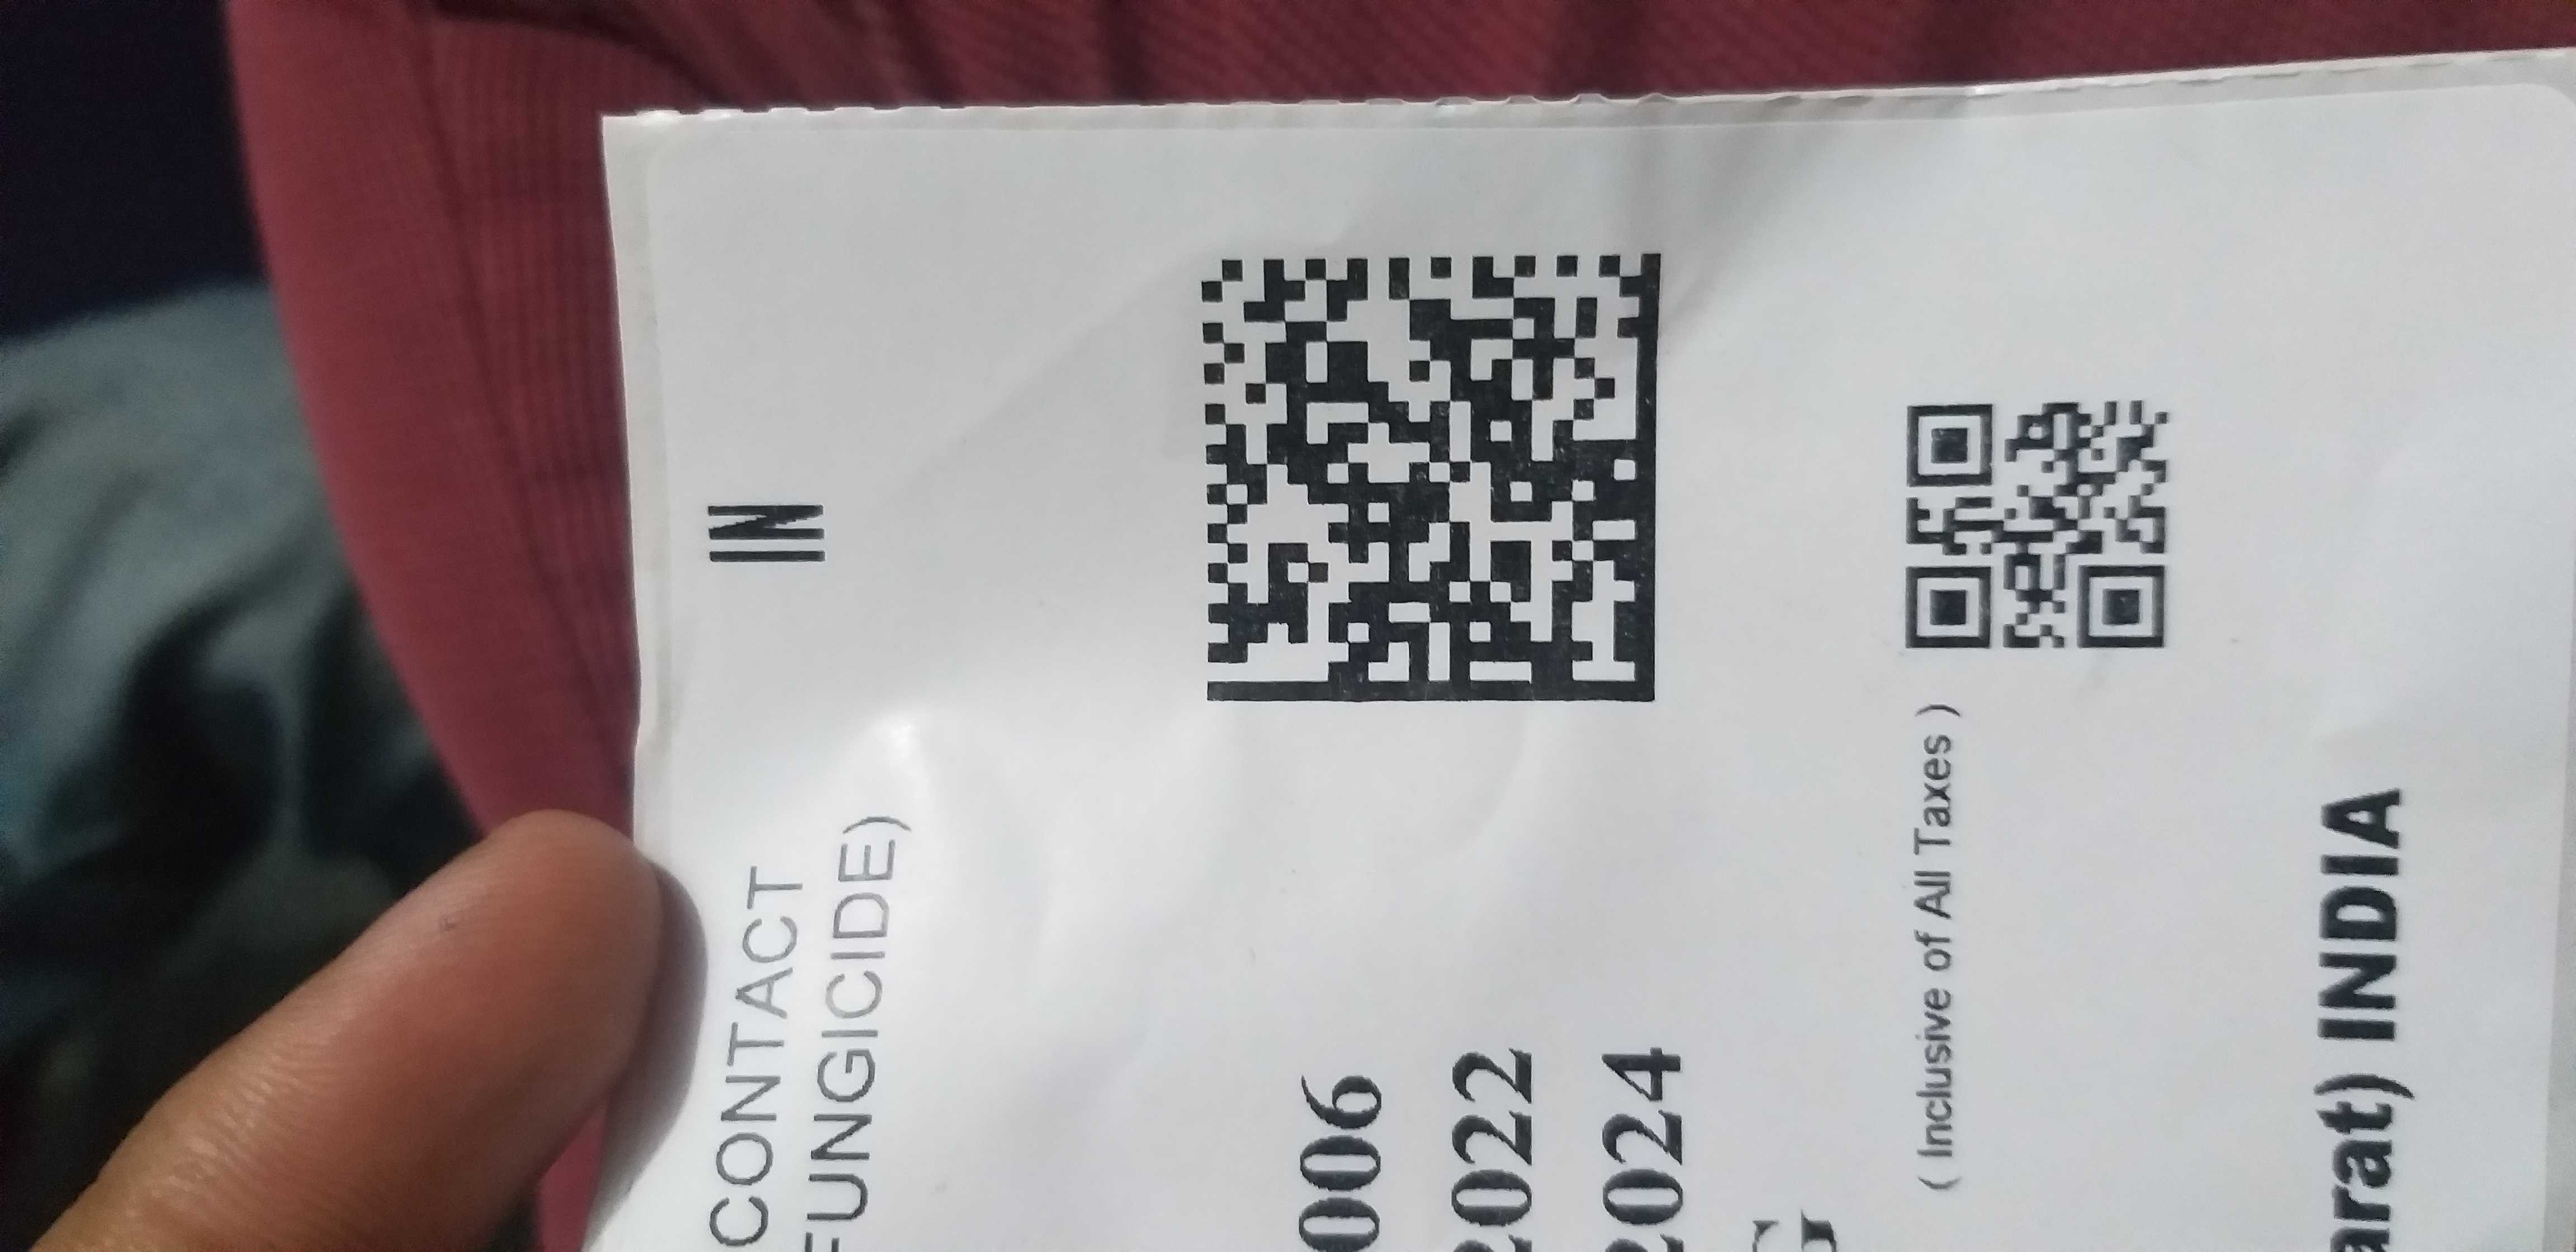 IN
CONTACT
FUNGICIDE)
006
2022
2024
G
( Inclusive of All Taxes )
arat) INDIA